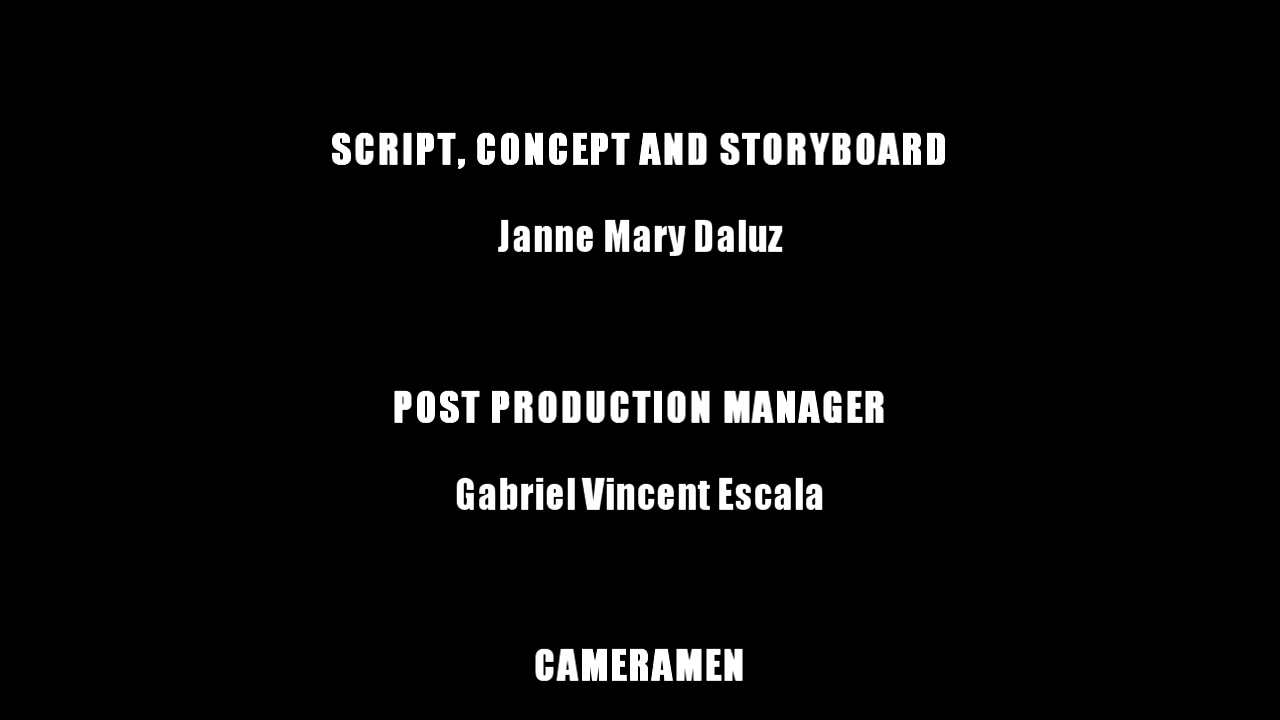 SCRIPT, CONCEPT AND STORYBOARD
Janne Mary Daluz
POST PRODUCTION MANAGER
Gabriel Vincent Escala
CAMERAMEN